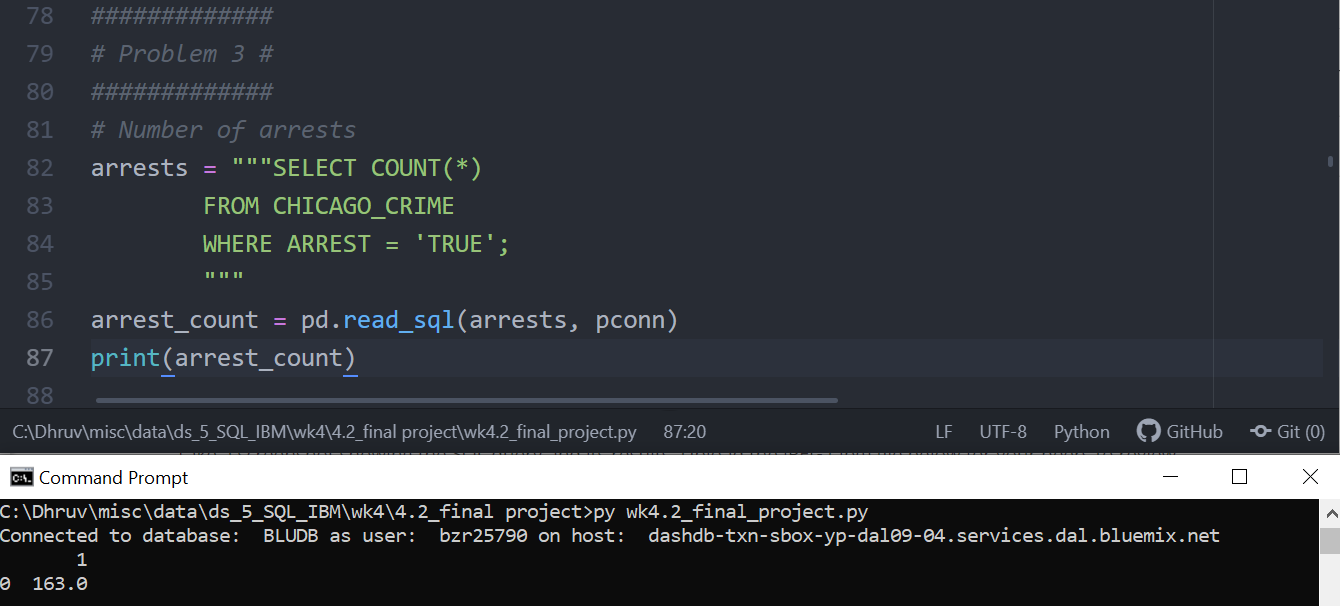 78 #############
79 # Problem 3 #
80 #############
81 # Number of arrests
82 arrests = """SELECT COUNT(*)
83 FROM CHICAGO_CRIME
84 WHERE ARREST = 'TRUE';
85 """
86 arrest_count = pd.read_sql(arrests, pconn)
87 print(arrest_count)
88
C:\Dhruv\misc\data\ds_5_SQL_IBM\wk4\4.2_final project\wk4.2_final_project.py 87:20 LF UTF-8 Python GitHub Git (0)
Command Prompt
C:\Dhruv\misc\data\ds_5_SQL_IBM\wk4\4.2_final project>py wk4.2_final_project.py
Connected to database:  BLUDB as user:  bzr25790 on host:  dashdb-txn-sbox-yp-dal09-04.services.dal.bluemix.net
1
0  163.0